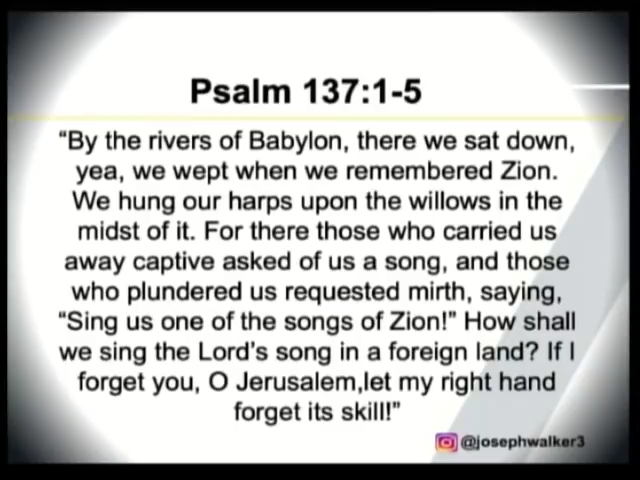 Psalm 137:1-5
“By the rivers of Babylon, there we sat down,
yea, we wept when we remembered Zion.
We hung our harps upon the willows in the
midst of it. For there those who carried us
away captive asked of us a song, and those
who plundered us requested mirth, saying,
“Sing us one of the songs of Zion!” How shall
we sing the Lord’s song in a foreign land? If I
forget you, O Jerusalem,let my right hand
forget its skill!”
@josephwalker3